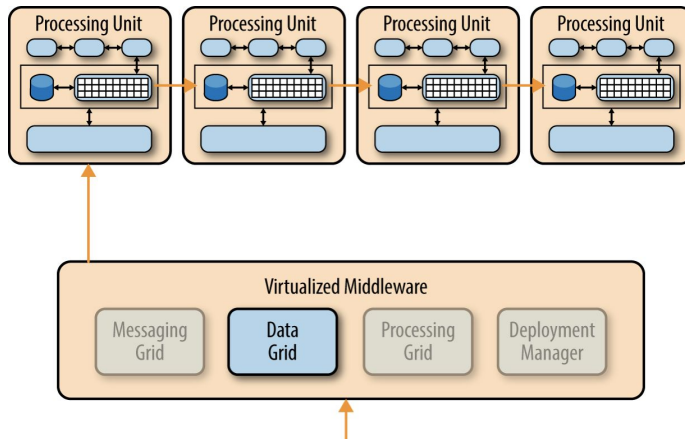 Processing Unit
Processing Unit
Processing Unit
Processing Unit
Virtualized Middleware
Messaging
Grid
Data
Grid
Processing
Grid
Deployment
Manager